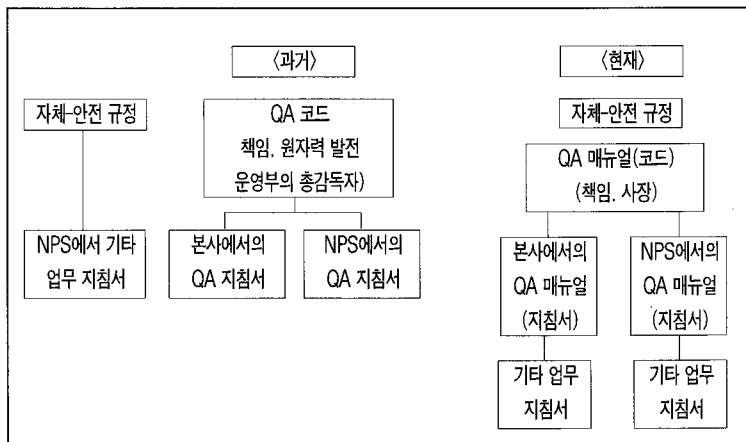 〈과거〉
자체-안전 규정
QA 코드
책임. 원자력 발전
운영부의 총감독자)
NPS에서 기타
업무 지침서
본사에서의
QA 지침서
NPS에서의
QA 지침서
〈현재〉
자체-안전 규정
QA 매뉴얼(코드)
(책임. 사장)
본사에서의
QA 매뉴얼
(지침서)
NPS에서의
QA 매뉴얼
(지침서)
기타 업무
지침서
기타 업무
지침서